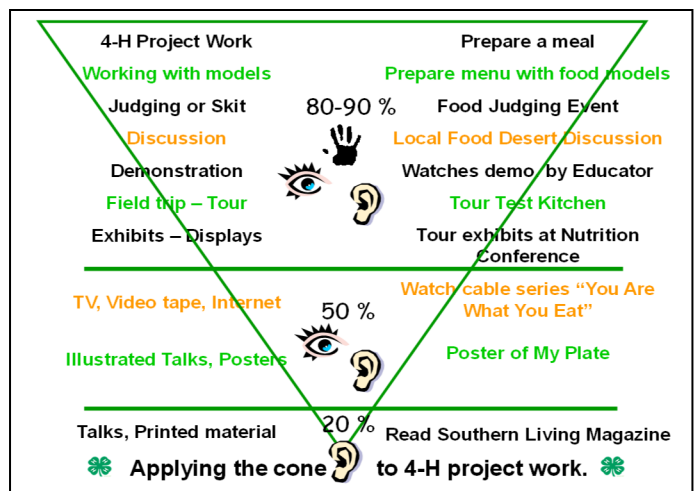 4-H Project Work
Prepare a meal
Working with models
Prepare menu with food models
Judging or Skit
80-90 %
Food Judging Event
Discussion
Local Food Desert Discussion
Demonstration
Watches demo. by Educator
Field trip – Tour
Tour Test Kitchen
Exhibits – Displays
Tour exhibits at Nutrition
Conference
TV, Video tape, Internet
50 %
Watch cable series “You Are
What You Eat”
Illustrated Talks, Posters
Poster of My Plate
20 %
Talks, Printed material
Read Southern Living Magazine
Applying the cone to 4-H project work.